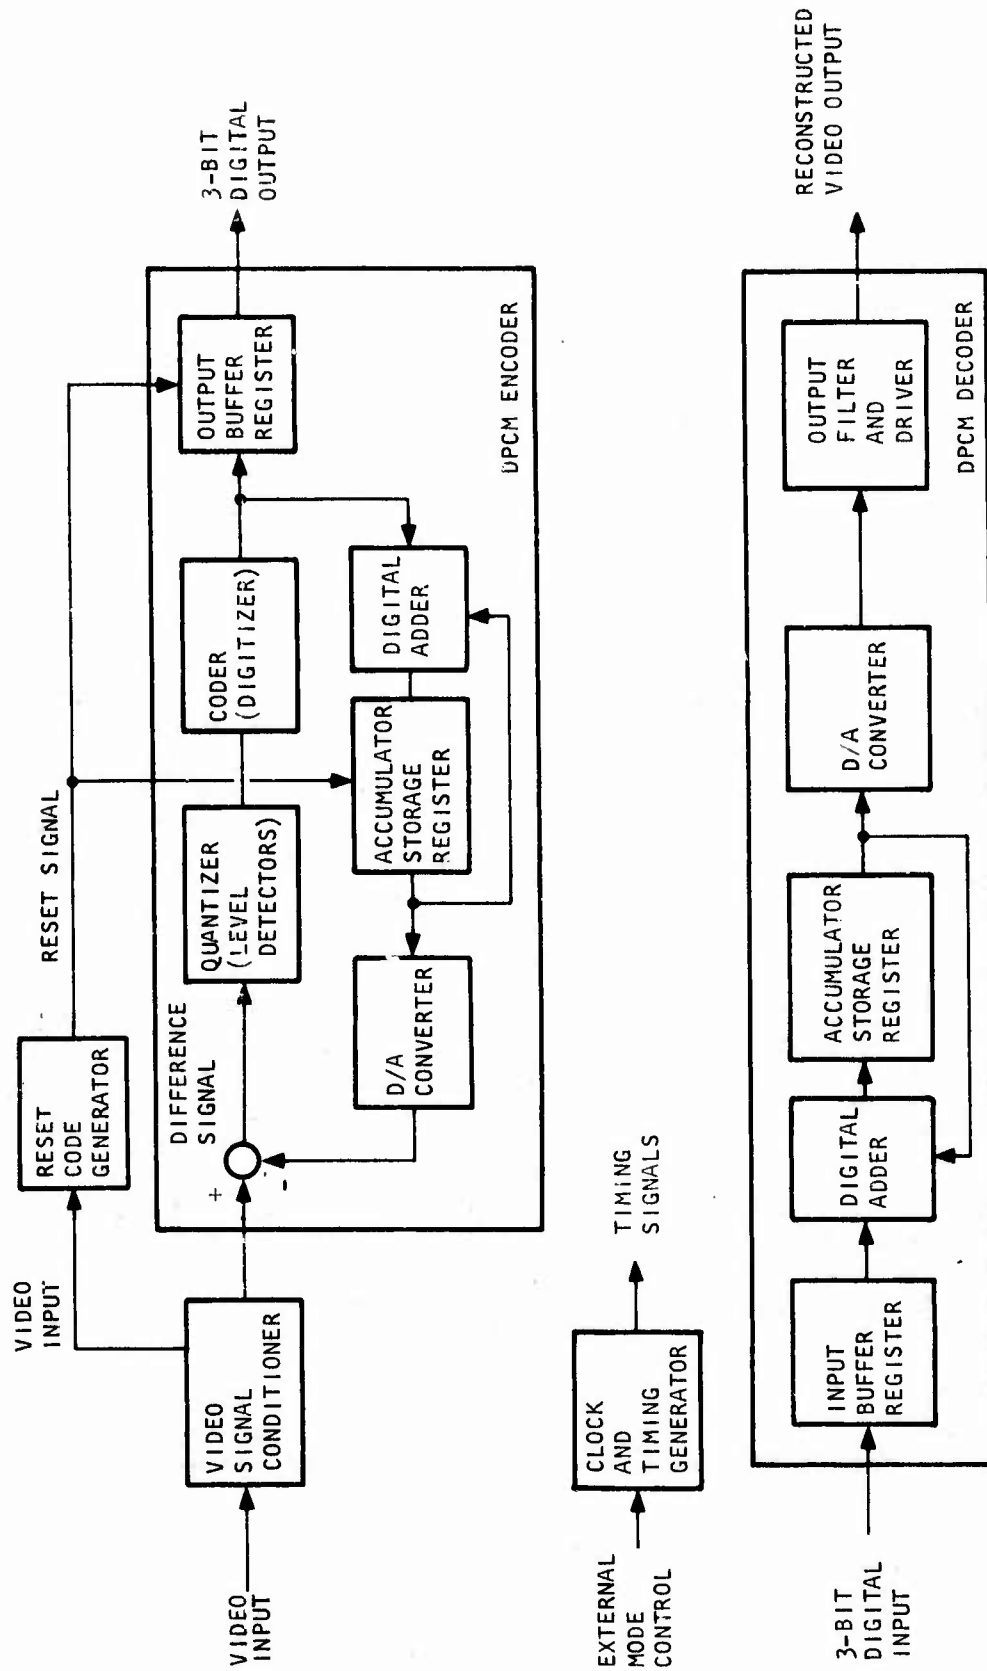 VIDEO
INPUT
VIDEO
SIGNAL
CONDITIONER
VIDEO
INPUT
RESET
CODE
GENERATOR
RESET SIGNAL
+
-
DIFFERENCE
SIGNAL
QUANTIZER
(LEVEL
DETECTORS)
CODER
(DIGITIZER)
OUTPUT
BUFFER
REGISTER
3-BIT
DIGITAL
OUTPUT
D/A
CONVERTER
ACCUMULATOR
STORAGE
REGISTER
DIGITAL
ADDER
DPCM ENCODER
EXTERNAL
MODE
CONTROL
CLOCK
AND
TIMING
GENERATOR
TIMING
SIGNALS
3-BIT
DIGITAL
INPUT
INPUT
BUFFER
REGISTER
DIGITAL
ADDER
ACCUMULATOR
STORAGE
REGISTER
D/A
CONVERTER
OUTPUT
FILTER
AND
DRIVER
DPCM DECODER
RECONSTRUCTED
VIDEO OUTPUT